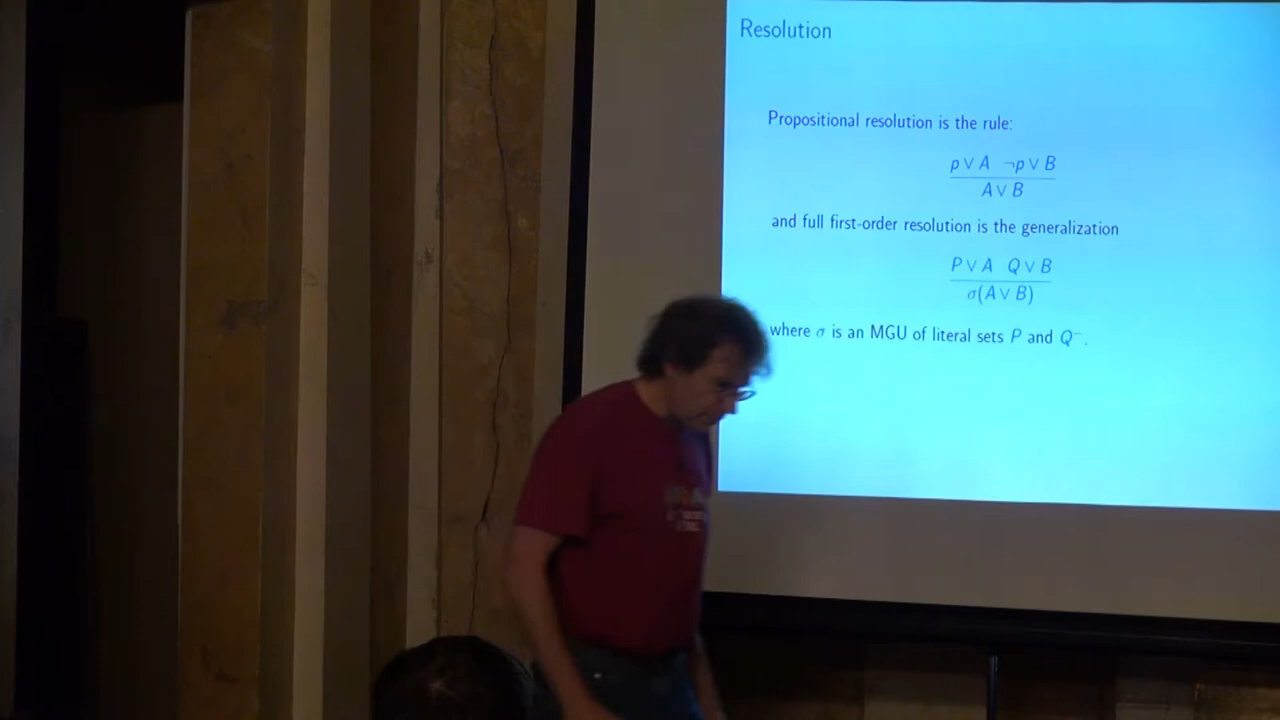 Resolution
Propositional resolution is the rule:
p ∨ A ¬p ∨ B
A ∨ B
and full first-order resolution is the generalization
P ∨ A Q ∨ B
σ(A ∨ B)
where σ is an MGU of literal sets P and Q⁻.